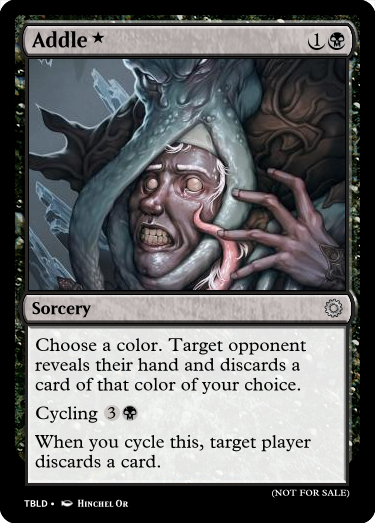 Addle ★ 1
Sorcery
Choose a color. Target opponent
reveals their hand and discards a
card of that color of your choice.
Cycling 3
When you cycle this, target player
discards a card.
(NOT FOR SALE)
TBLD • HINCHEL OR